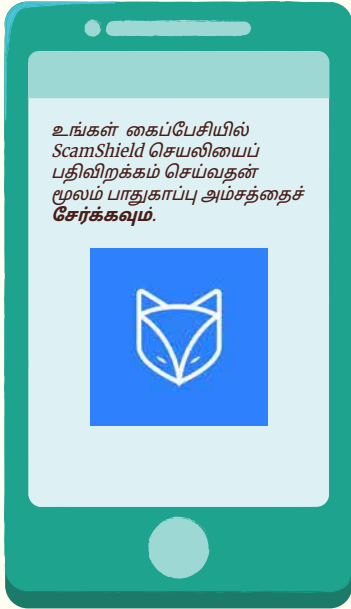 உங்கள் கைப்பேசியில்
ScamShield செயலியைப்
பதிவிறக்கம் செய்வதன்
மூலம் பாதுகாப்பு அம்சத்தைச்
சேர்க்கவும்.